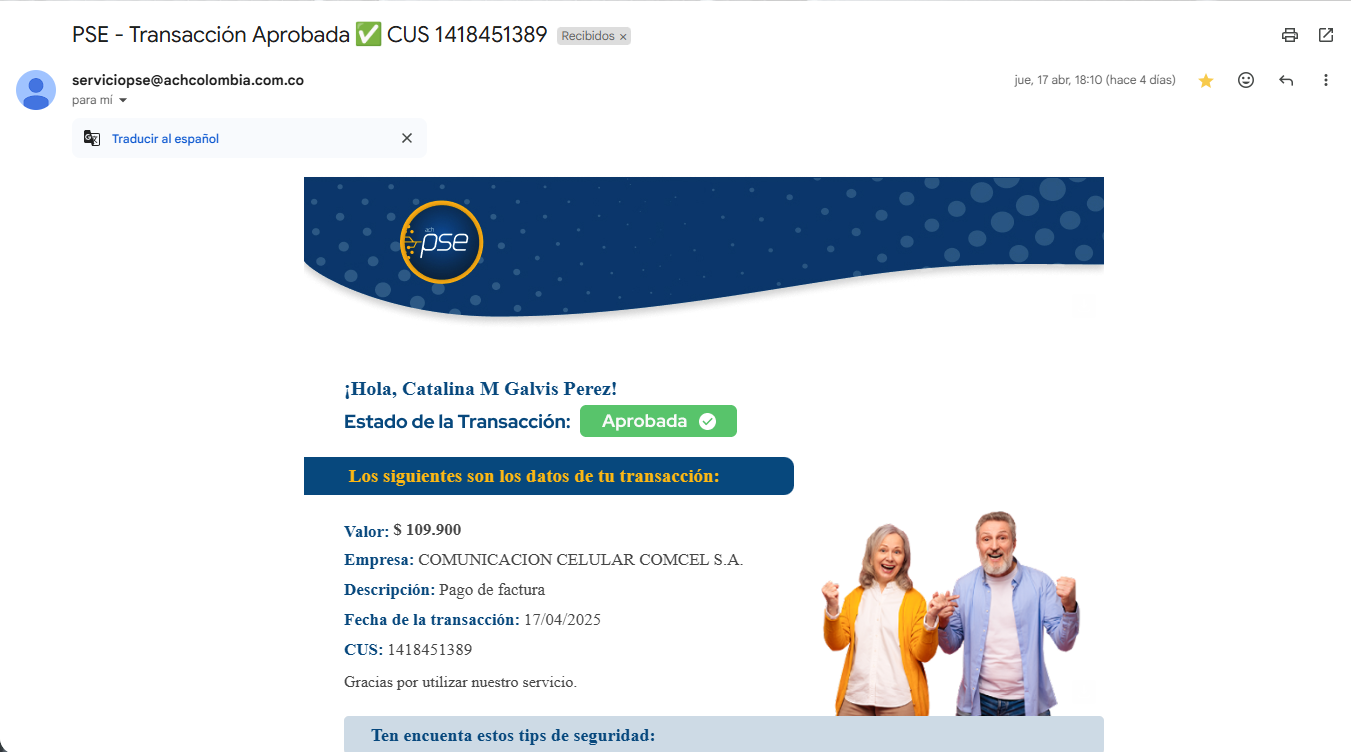 PSE - Transacción Aprobada ✅ CUS 1418451389 Recibidos ×
serviciopse@achcolombia.com.co
jue, 17 abr, 18:10 (hace 4 días)
para mí
Traducir al español
ach
pse
¡Hola, Catalina M Galvis Perez!
Estado de la Transacción: Aprobada
Los siguientes son los datos de tu transacción:
Valor: $ 109.900
Empresa: COMUNICACION CELULAR COMCEL S.A.
Descripción: Pago de factura
Fecha de la transacción: 17/04/2025
CUS: 1418451389
Gracias por utilizar nuestro servicio.
Ten encuenta estos tips de seguridad: